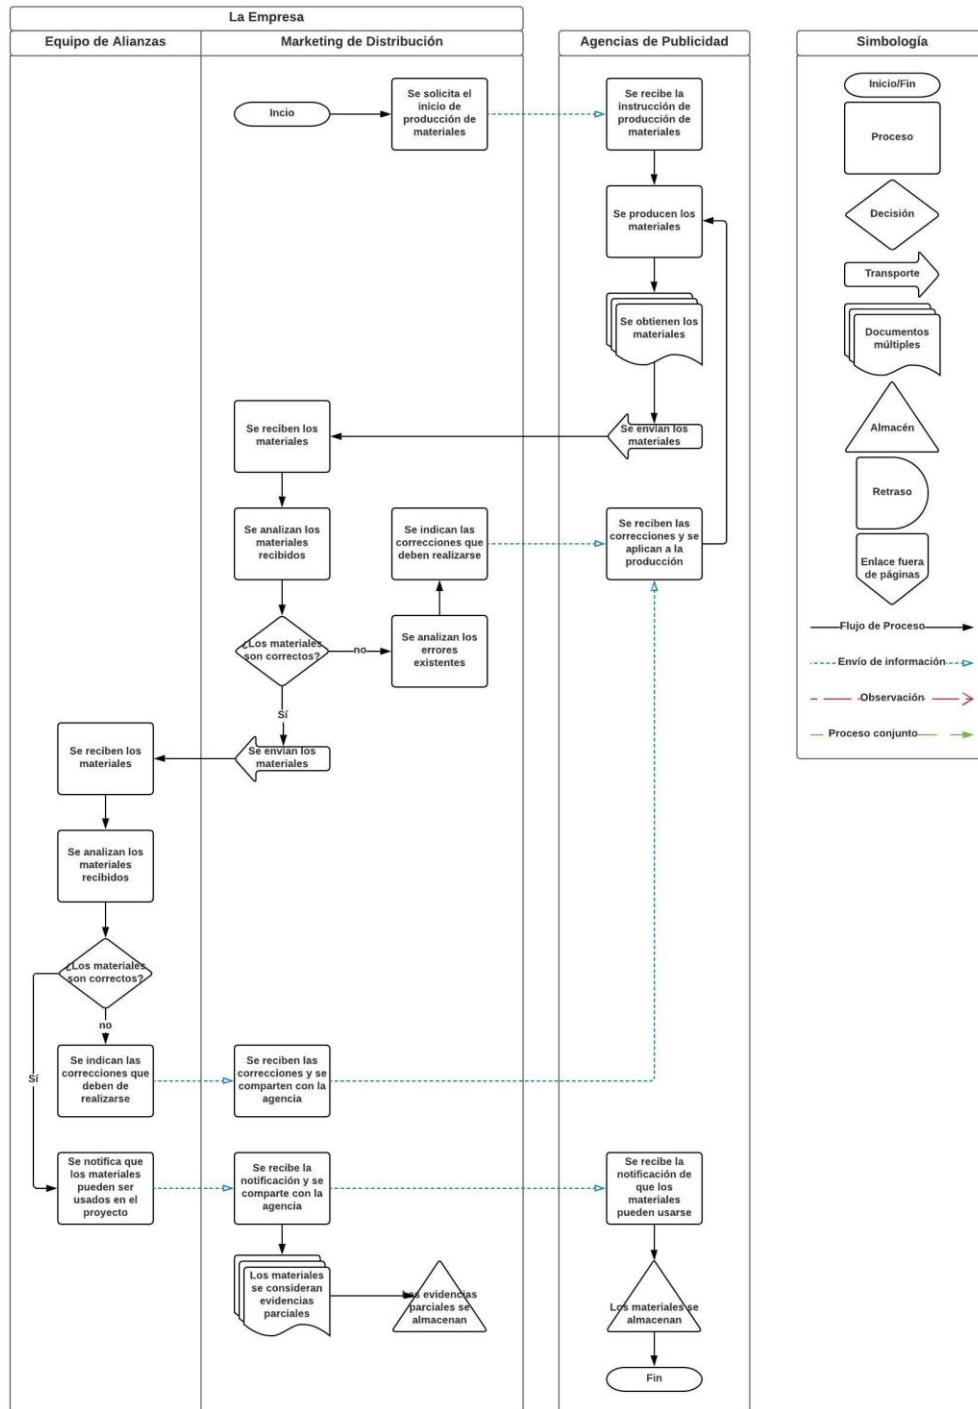 La Empresa
Equipo de Alianzas
Marketing de Distribución
Agencias de Publicidad
Simbología
Incio
Se solicita el
inicio de
producción de
materiales
Se recibe la
instrucción de
producción de
materiales
Se producen los
materiales
Se obtienen los
materiales
Se envian los
materiales
Se reciben los
materiales
Se analizan los
materiales
recibidos
¿Los materiales
son correctos?
no
Se analizan los
errores
existentes
Se indican las
correcciones que
deben realizarse
Se reciben las
correcciones y se
aplican a la
producción
Sí
Se envian los
materiales
Se reciben los
materiales
Se analizan los
materiales
recibidos
¿Los materiales
son correctos?
no
Sí
Se indican las
correcciones que
deben de
realizarse
Se reciben las
correcciones y se
comparten con la
agencia
Se notifica que
los materiales
pueden ser
usados en el
proyecto
Se recibe la
notificación y se
comparte con la
agencia
Se recibe la
notificación de
que los
materiales
pueden usarse
Los materiales
se consideran
evidencias
parciales
Las evidencias
parciales se
almacenan
Los materiales se
almacenan
Fin
Inicio/Fin
Proceso
Decisión
Transporte
Documentos
múltiples
Almacén
Retraso
Enlace fuera
de páginas
Flujo de Proceso
Envío de información
Observación
Proceso conjunto